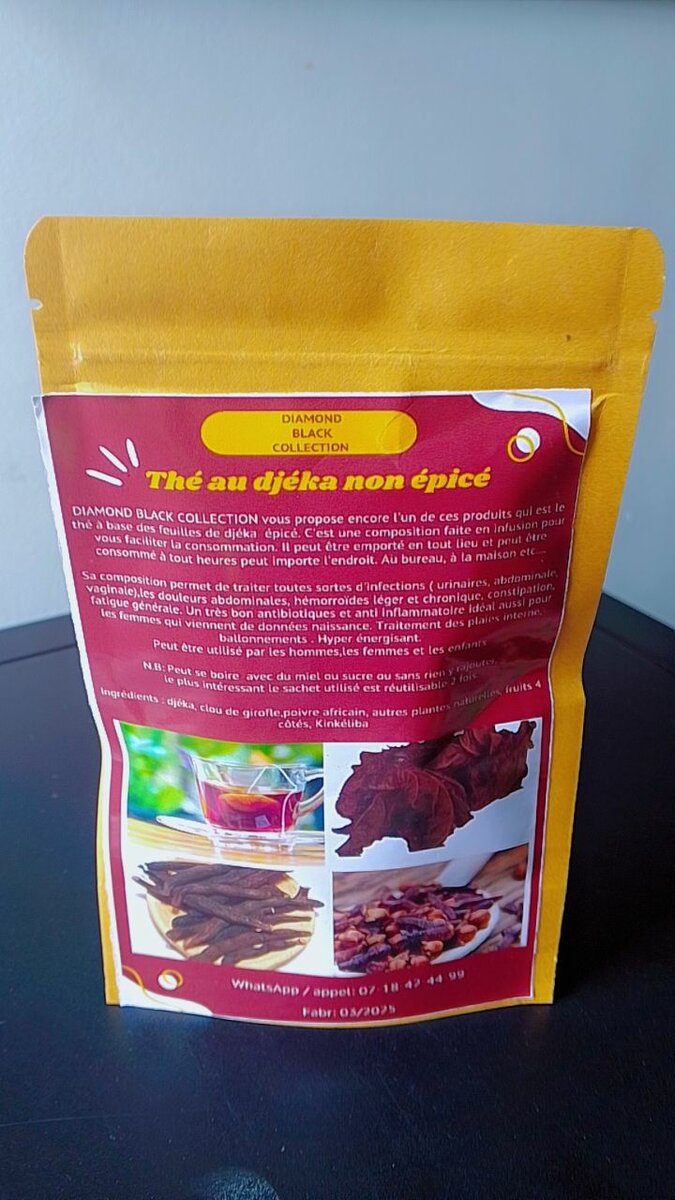 DIAMOND
BLACK
COLLECTION
Thé au djéka non épicé
DIAMOND BLACK COLLECTION vous propose encore l'un de ces produits qui est le
thé à base des feuilles de djéka épicé. C'est une composition faite en infusion pour
vous faciliter la consommation. Il peut être emporté en tout lieu et peut être
consommé à tout heures peut importe l'endroit. Au bureau, à la maison etc...
Sa composition permet de traiter toutes sortes d'infections ( urinaires, abdominale,
vaginale),les douleurs abdominales, hémoroides léger et chronique, constipation,
fatigue générale. Un très bon antibiotiques et anti inflammatoire idéal aussi pour
les femmes qui viennent de données naissance. Traitement des plaies interne,
ballonnements . Hyper énergisant.
Peut être utilisé par les hommes,les femmes et les enfants
N.B: Peut se boire avec du miel ou sucre ou sans rien y rajouter,
le plus intéressant le sachet utilisé est réutilisable 2 fois.
Ingrédients : djéka, clou de girofle,poivre africain, autres plantes naturelles, fruits 4
côtés, Kinkéliba
WhatsApp / appel: 07 18 42 44 99
Fabr: 03/2025